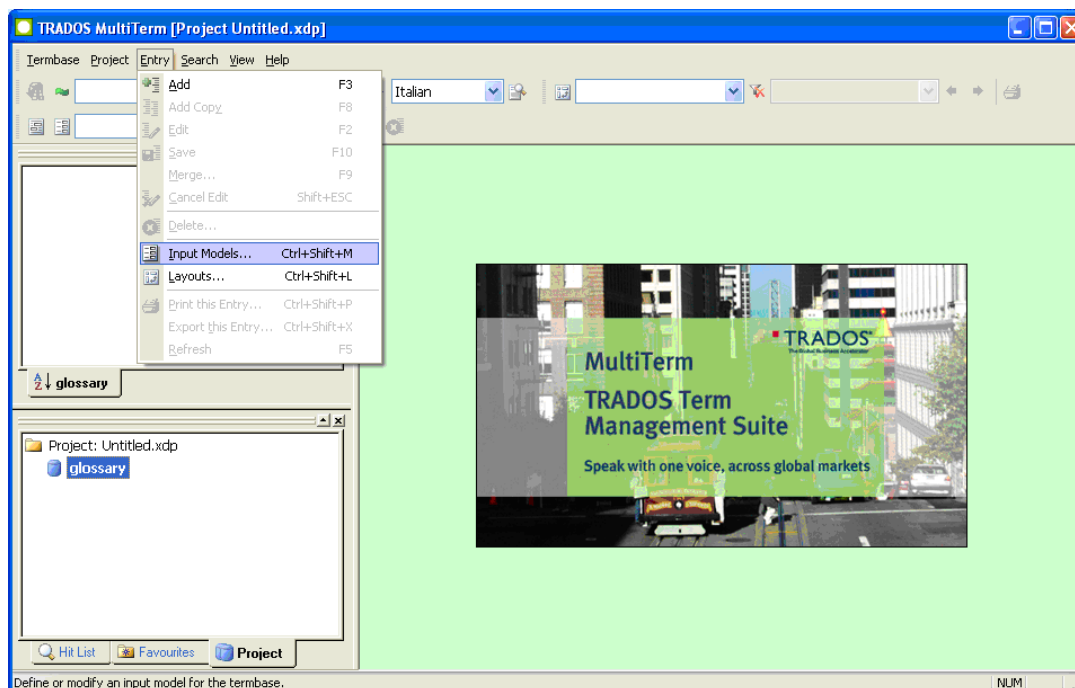 TRADOS MultiTerm [Project Untitled.xdp]
Termbase Project Entry Search View Help
Add F3
Italian
Add Copy F8
Edit F2
Save F10
Merge... F9
Cancel Edit Shift+ESC
Delete...
Input Models... Ctrl+Shift+M
Layouts... Ctrl+Shift+L
Print this Entry... Ctrl+Shift+P
Export this Entry... Ctrl+Shift+X
Refresh F5
glossary
Project: Untitled.xdp
glossary
TRADOS
The Global Business Accelerator
MultiTerm
TRADOS Term
Management Suite
Speak with one voice, across global markets
Hit List Favourites Project
Define or modify an input model for the termbase. NUM